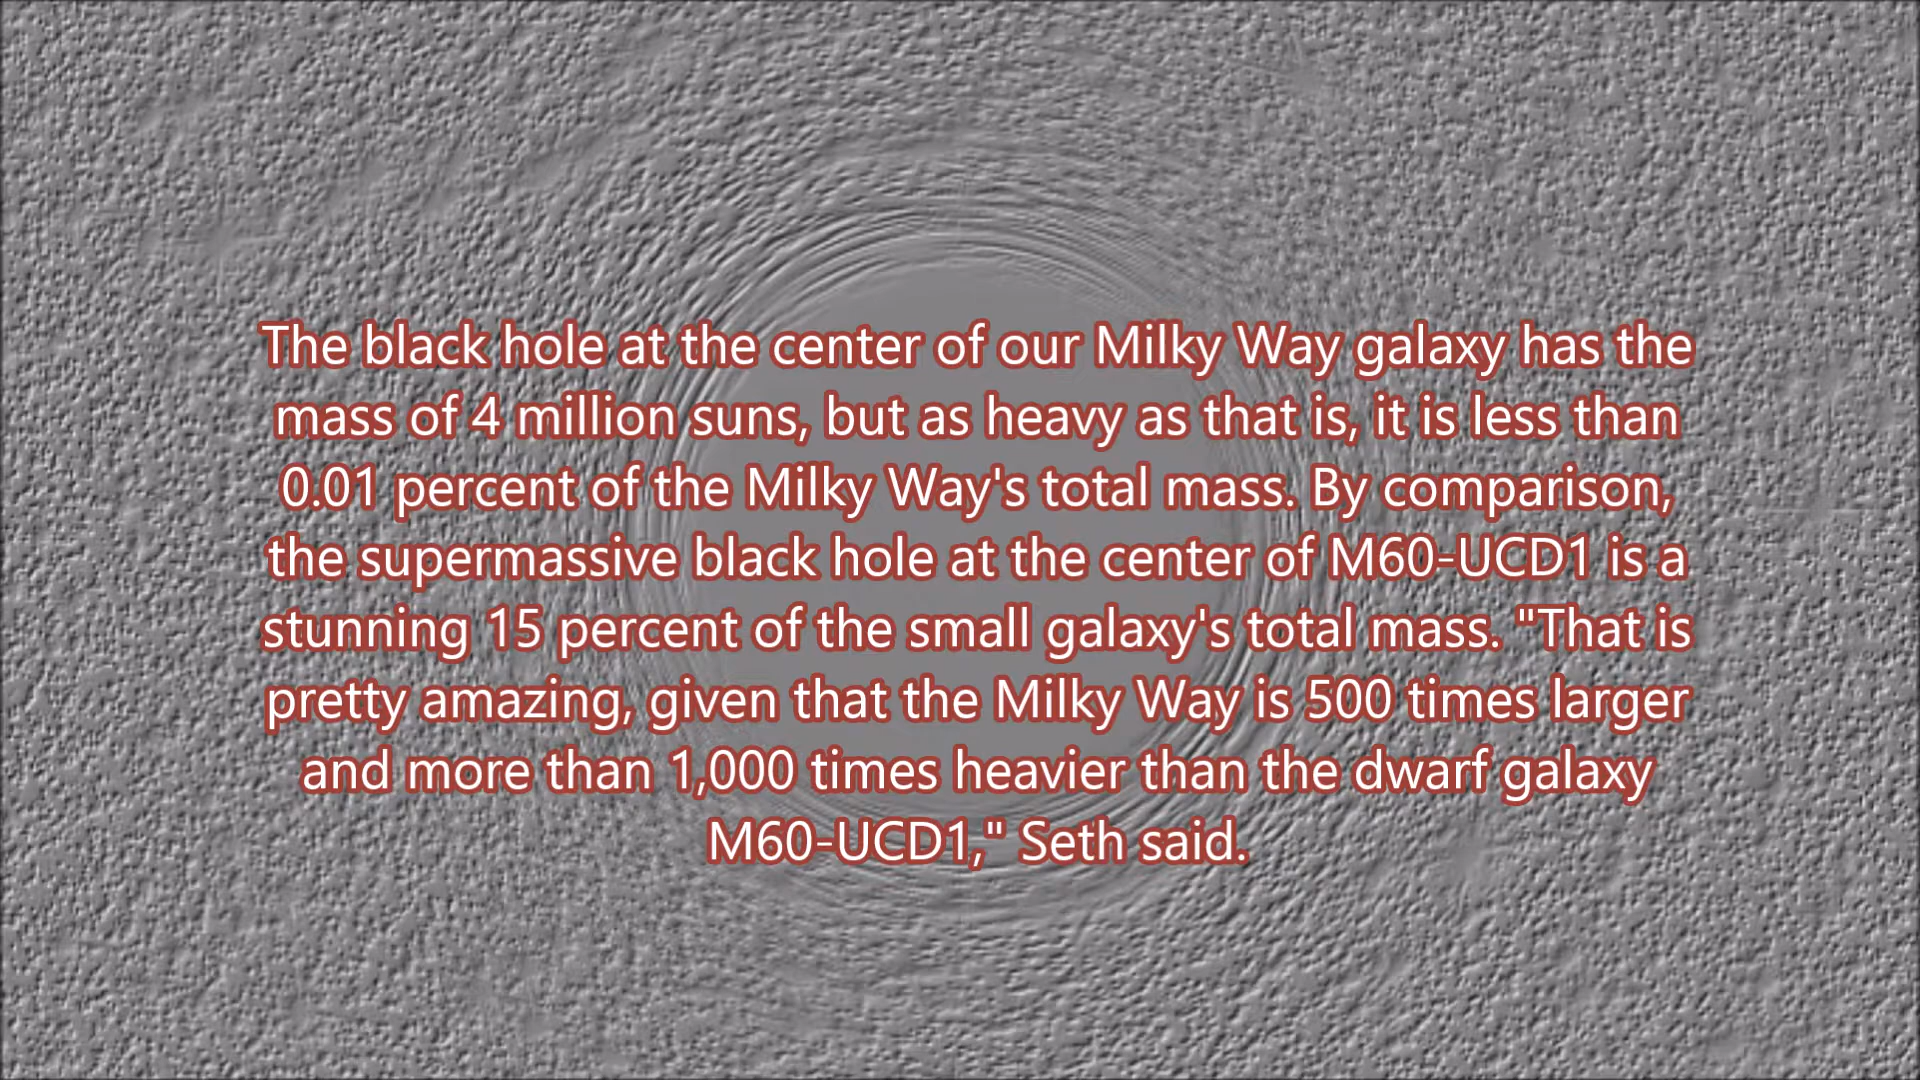 The black hole at the center of our Milky Way galaxy has the
mass of 4 million suns, but as heavy as that is, it is less than
0.01 percent of the Milky Way's total mass. By comparison,
the supermassive black hole at the center of M60-UCD1 is a
stunning 15 percent of the small galaxy's total mass. "That is
pretty amazing, given that the Milky Way is 500 times larger
and more than 1,000 times heavier than the dwarf galaxy
M60-UCD1," Seth said.